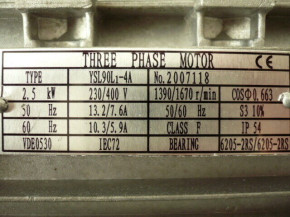 THREE PHASE MOTOR CE
TYPE YSL90L1-4A No.2007118
2.5 kW 230/400 V 1390/1670 r/min COSΦ 0.663
50 Hz 13.2/7.6A 50/60 Hz S3 10%
60 Hz 10.3/5.9A CLASS F IP 54
VDE0530 IEC72 BEARING 6205-2RS/6205-2RS